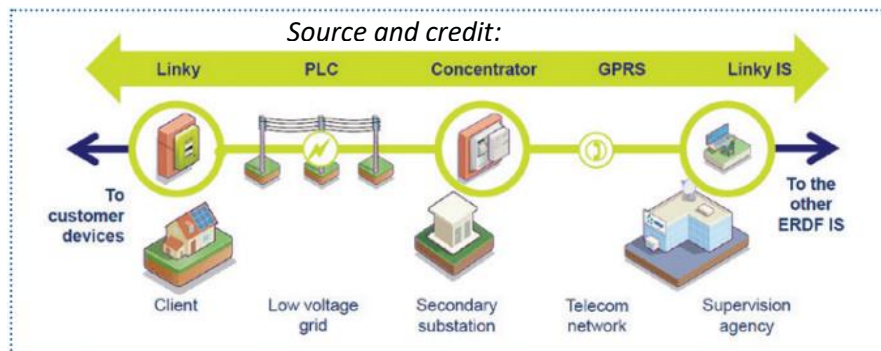 Source and credit:
Linky PLC Concentrator GPRS Linky IS
To
customer
devices
To the
other
ERDF IS
Client
Low voltage
grid
Secondary
substation
Telecom
network
Supervision
agency